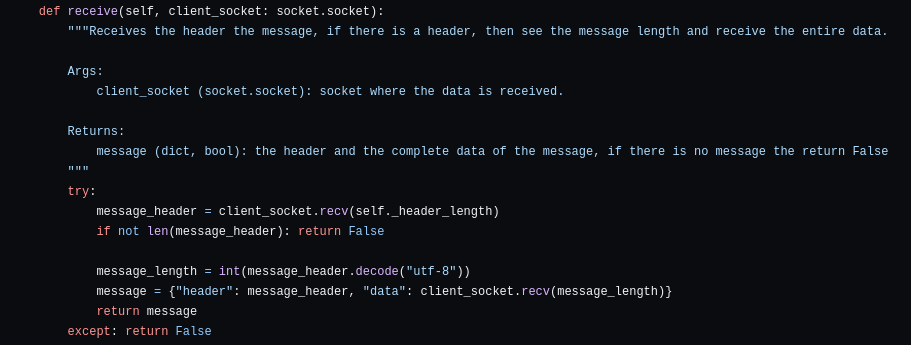 def receive(self, client_socket: socket.socket):
"""Receives the header the message, if there is a header, then see the message length and receive the entire data.
Args:
client_socket (socket.socket): socket where the data is received.
Returns:
message (dict, bool): the header and the complete data of the message, if there is no message the return False
"""
try:
message_header = client_socket.recv(self._header_length)
if not len(message_header): return False
message_length = int(message_header.decode("utf-8"))
message = {"header": message_header, "data": client_socket.recv(message_length)}
return message
except: return False